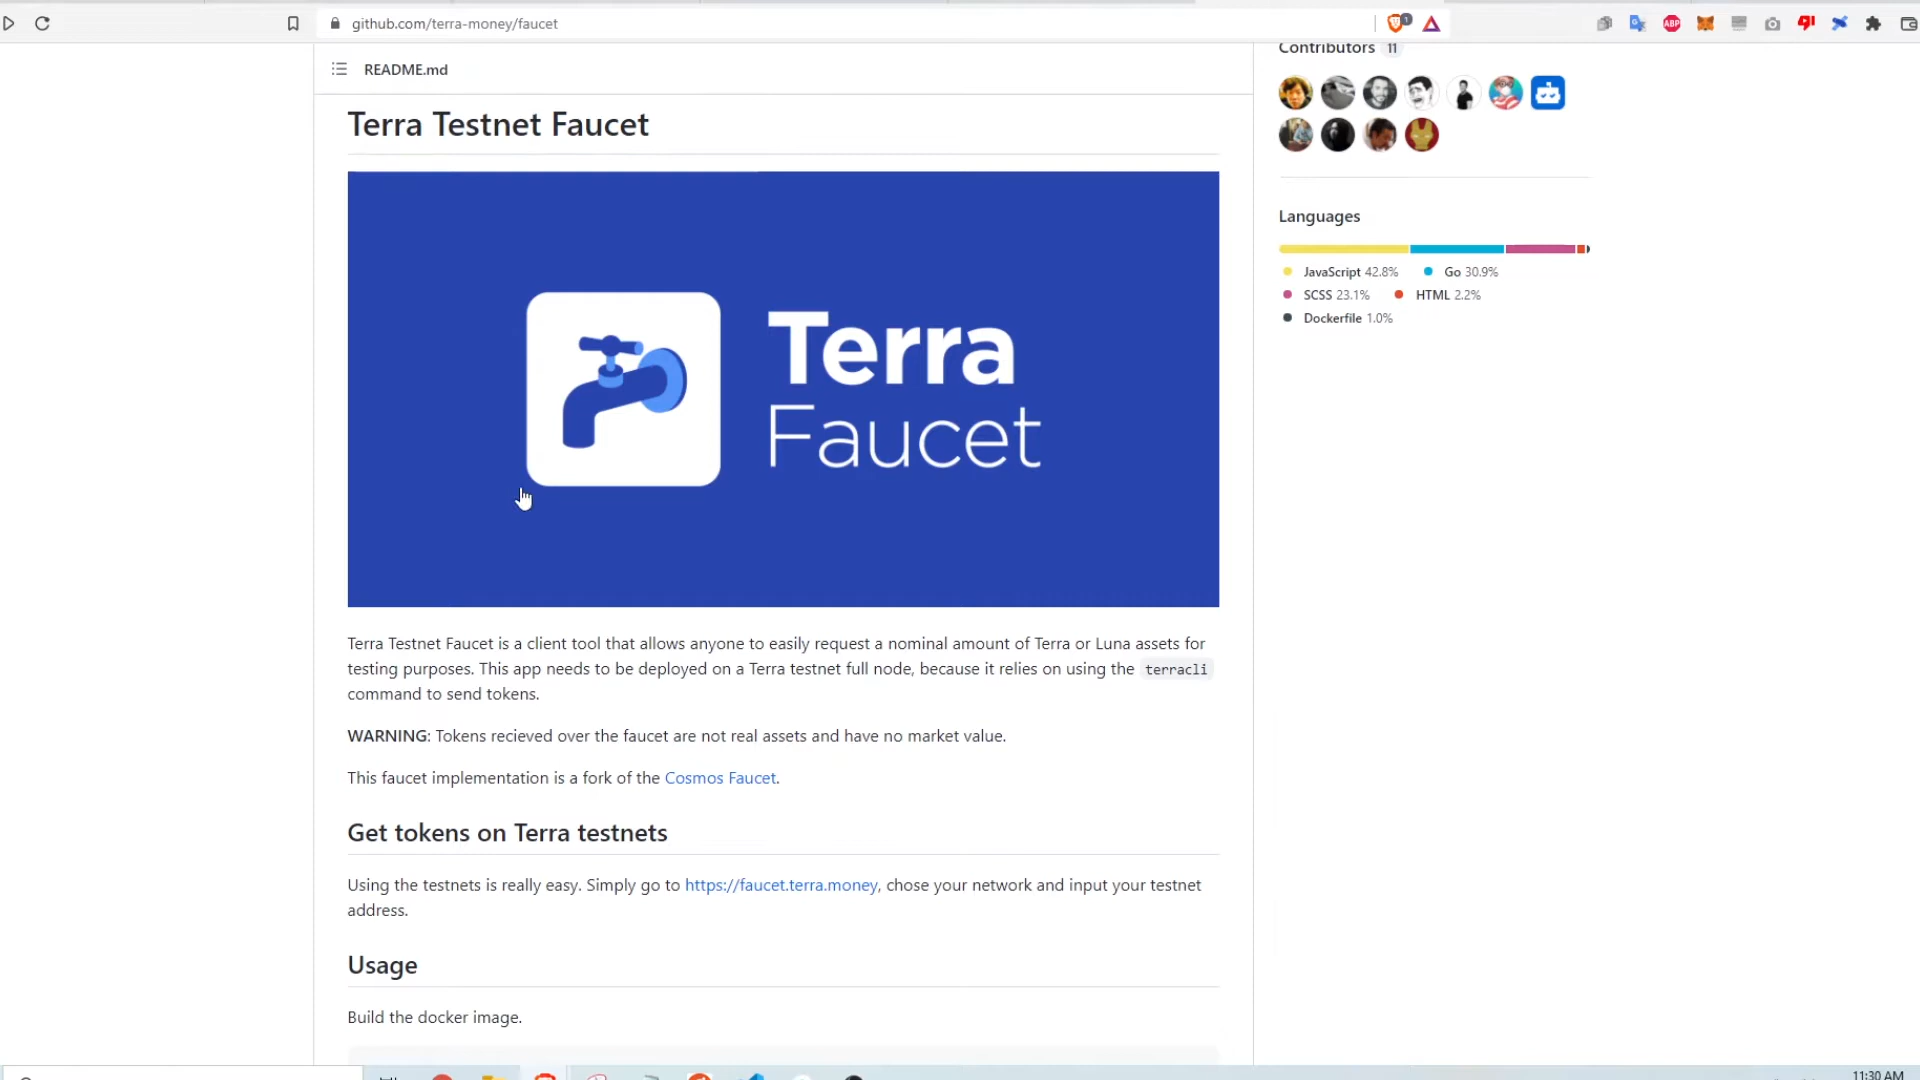 github.com/terra-money/faucet
1
ABP
README.md
Contributors 11
Terra Testnet Faucet
Terra
Faucet
Languages
JavaScript 42.8% Go 30.9%
SCSS 23.1% HTML 2.2%
Dockerfile 1.0%
Terra Testnet Faucet is a client tool that allows anyone to easily request a nominal amount of Terra or Luna assets for
testing purposes. This app needs to be deployed on a Terra testnet full node, because it relies on using the terracli
command to send tokens.
WARNING: Tokens recieved over the faucet are not real assets and have no market value.
This faucet implementation is a fork of the Cosmos Faucet.
Get tokens on Terra testnets
Using the testnets is really easy. Simply go to https://faucet.terra.money, chose your network and input your testnet
address.
Usage
Build the docker image.
11:30 AM